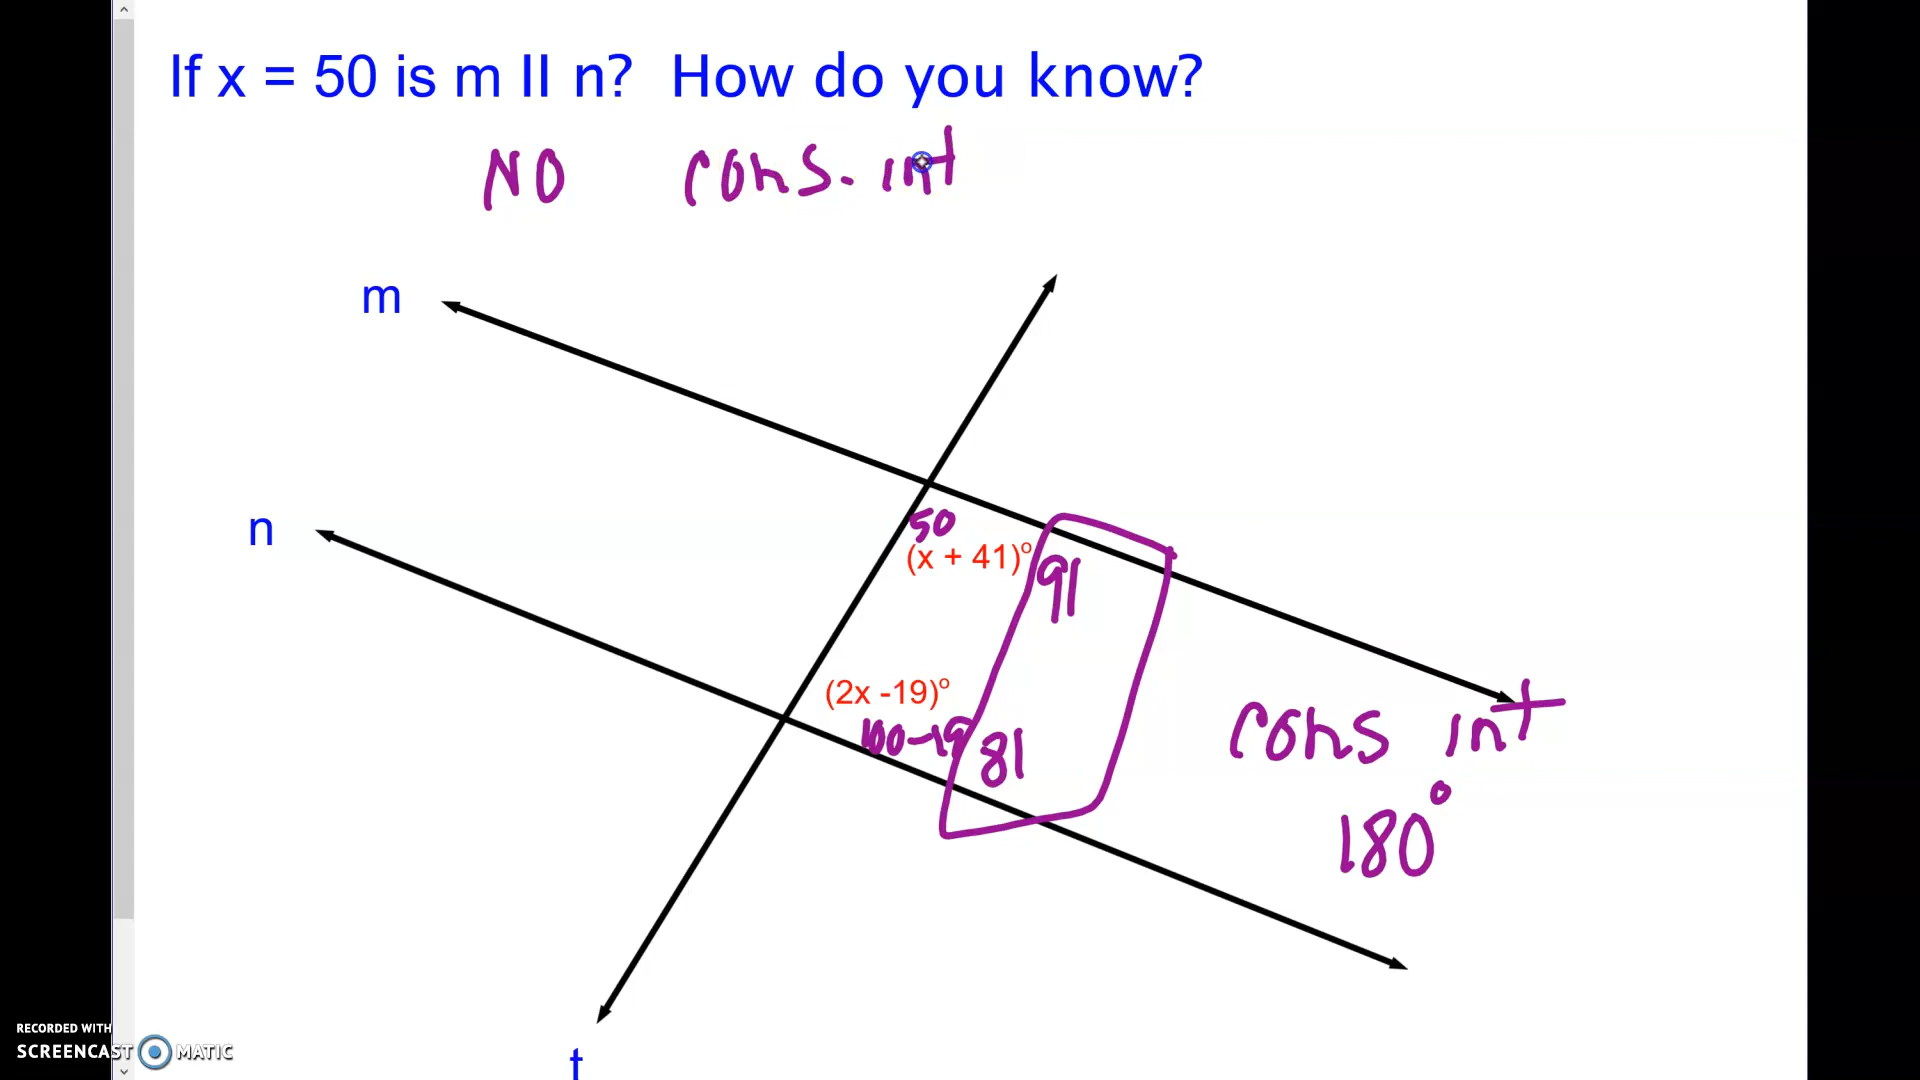 If x = 50 is m II n? How do you know?
NO cons. int
m
n
50
(x + 41)º
91
(2x -19)º
100-19
81
cons int
180°
t
RECORDED WITH
SCREENCAST MATIC